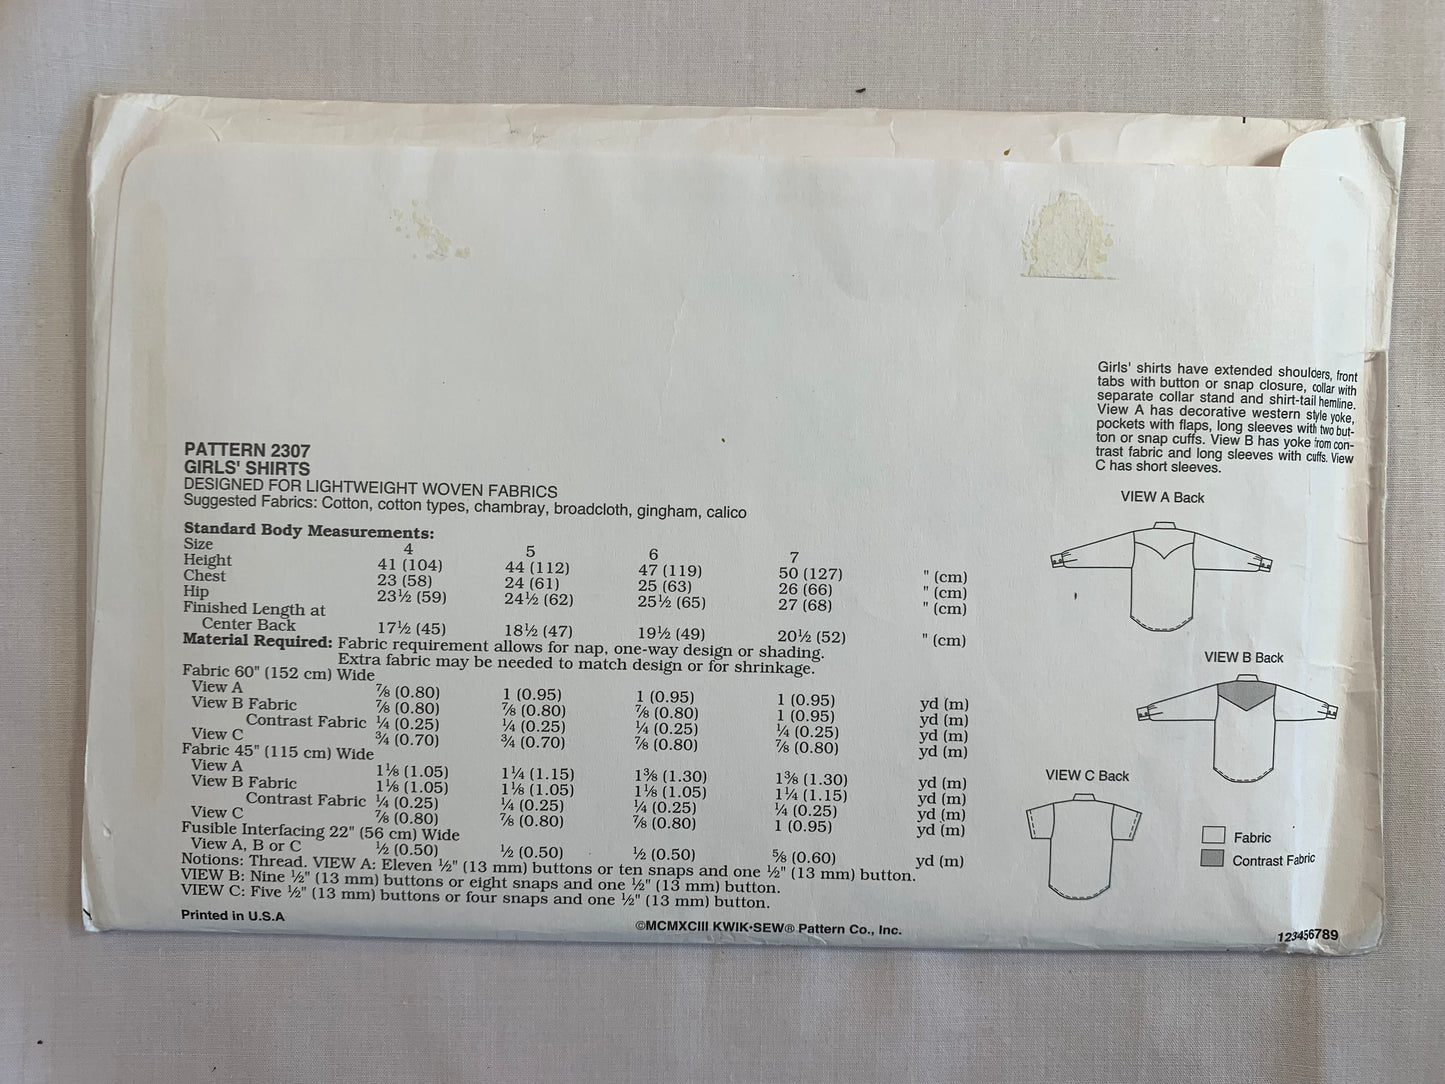 Girls' shirts have extended shoulders, front
tabs with button or snap closure, collar with
separate collar stand and shirt-tail hemline.
View A has decorative western style yoke,
pockets with flaps, long sleeves with two but-
ton or snap cuffs. View B has yoke from con-
trast fabric and long sleeves with cuffs. View
C has short sleeves.
PATTERN 2307
GIRLS' SHIRTS
DESIGNED FOR LIGHTWEIGHT WOVEN FABRICS
Suggested Fabrics: Cotton, cotton types, chambray, broadcloth, gingham, calico
Standard Body Measurements:
Size 4 5 6 7
Height 41 (104) 44 (112) 47 (119) 50 (127) " (cm)
Chest 23 (58) 24 (61) 25 (63) 26 (66) " (cm)
Hip 23½ (59) 24½ (62) 25½ (65) 27 (68) " (cm)
Finished Length at
Center Back 17½ (45) 18½ (47) 19½ (49) 20½ (52) " (cm)
Material Required: Fabric requirement allows for nap, one-way design or shading.
Extra fabric may be needed to match design or for shrinkage.
Fabric 60" (152 cm) Wide
View A ⅞ (0.80) 1 (0.95) 1 (0.95) 1 (0.95) yd (m)
View B Fabric ⅞ (0.80) ⅞ (0.80) ⅞ (0.80) 1 (0.95) yd (m)
Contrast Fabric ¼ (0.25) ¼ (0.25) ¼ (0.25) ¼ (0.25) yd (m)
View C ¾ (0.70) ¾ (0.70) ⅞ (0.80) ⅞ (0.80) yd (m)
Fabric 45" (115 cm) Wide
View A 1⅛ (1.05) 1¼ (1.15) 1⅜ (1.30) 1⅜ (1.30) yd (m)
View B Fabric 1⅛ (1.05) 1⅛ (1.05) 1⅛ (1.05) 1¼ (1.15) yd (m)
Contrast Fabric ¼ (0.25) ¼ (0.25) ¼ (0.25) ¼ (0.25) yd (m)
View C ⅞ (0.80) ⅞ (0.80) ⅞ (0.80) 1 (0.95) yd (m)
Fusible Interfacing 22" (56 cm) Wide
View A, B or C ½ (0.50) ½ (0.50) ½ (0.50) ⅝ (0.60) yd (m)
Notions: Thread. VIEW A: Eleven ½" (13 mm) buttons or ten snaps and one ½" (13 mm) button.
VIEW B: Nine ½" (13 mm) buttons or eight snaps and one ½" (13 mm) button.
VIEW C: Five ½" (13 mm) buttons or four snaps and one ½" (13 mm) button.
Printed in U.S.A
©MCMXCIII KWIK•SEW® Pattern Co., Inc.
VIEW A Back
VIEW B Back
VIEW C Back
Fabric
Contrast Fabric
123456789